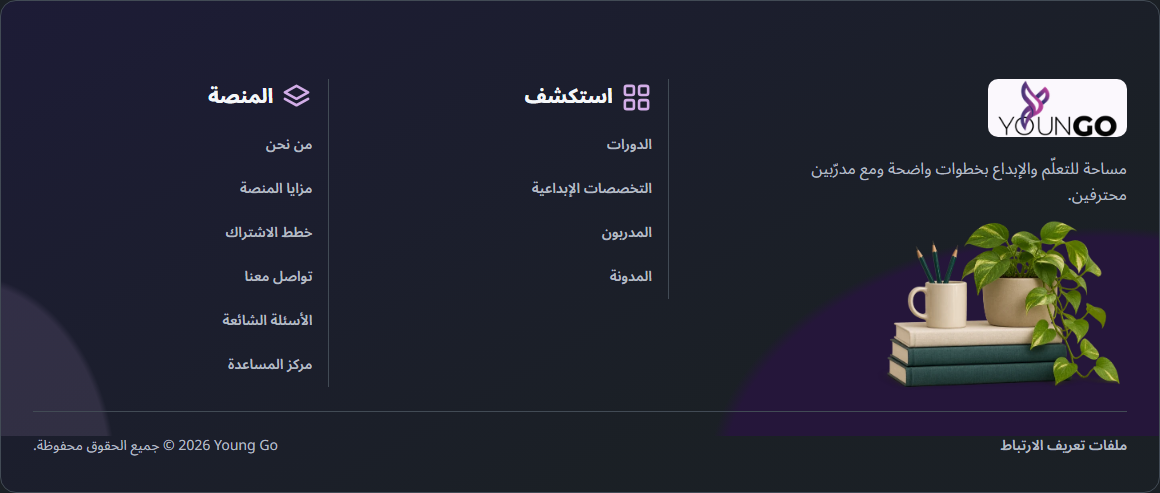 YOUNGO
مساحة للتعلّم والإبداع بخطوات واضحة ومع مدرّبين
محترفين.
استكشف
الدورات
التخصصات الإبداعية
المدربون
المدونة
المنصة
من نحن
مزايا المنصة
خطط الاشتراك
تواصل معنا
الأسئلة الشائعة
مركز المساعدة
ملفات تعريف الارتباط
جميع الحقوق محفوظة. © 2026 Young Go